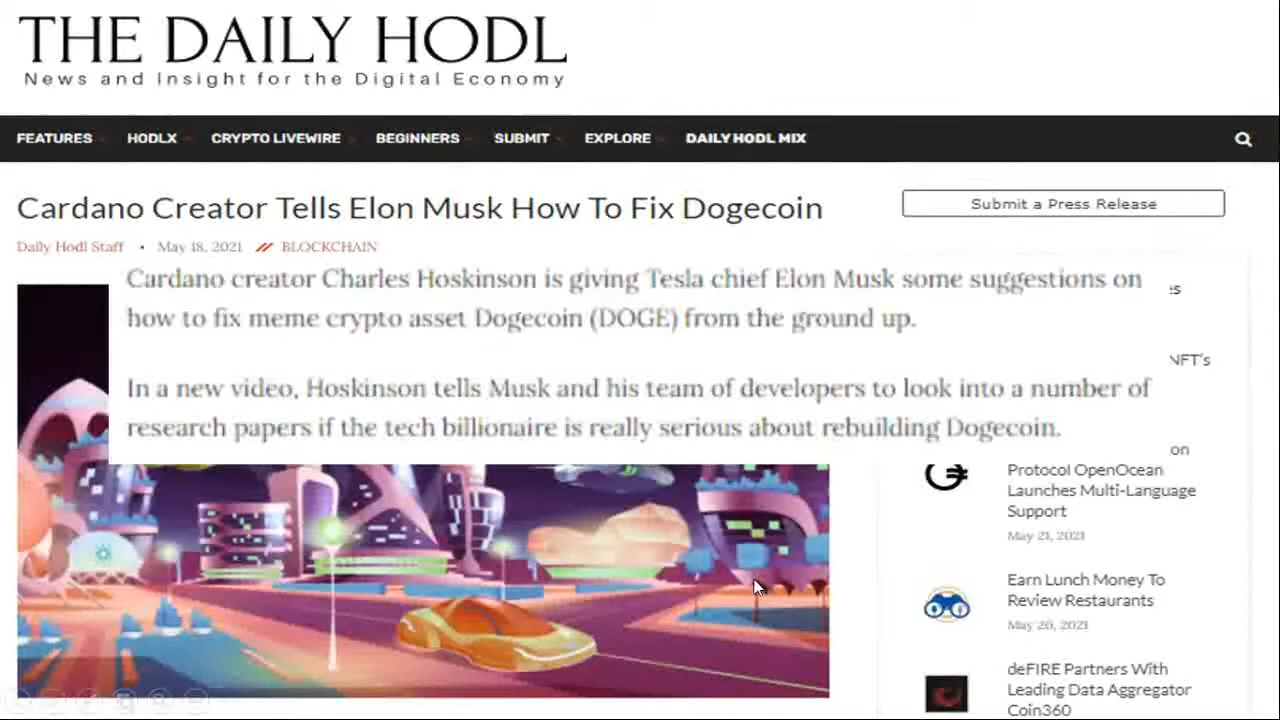 THE DAILY HODL
News and Insight for the Digital Economy
FEATURES HODLX CRYPTO LIVEWIRE BEGINNERS SUBMIT EXPLORE DAILY HODL MIX
Cardano Creator Tells Elon Musk How To Fix Dogecoin
Daily Hodl Staff • May 18, 2021 // BLOCKCHAIN
Cardano creator Charles Hoskinson is giving Tesla chief Elon Musk some suggestions on
how to fix meme crypto asset Dogecoin (DOGE) from the ground up.
In a new video, Hoskinson tells Musk and his team of developers to look into a number of
research papers if the tech billionaire is really serious about rebuilding Dogecoin.
Submit a Press Release
NFT's
on
Protocol OpenOcean
Launches Multi-Language
Support
May 21, 2021
Earn Lunch Money To
Review Restaurants
May 20, 2021
deFIRE Partners With
Leading Data Aggregator
Coin360